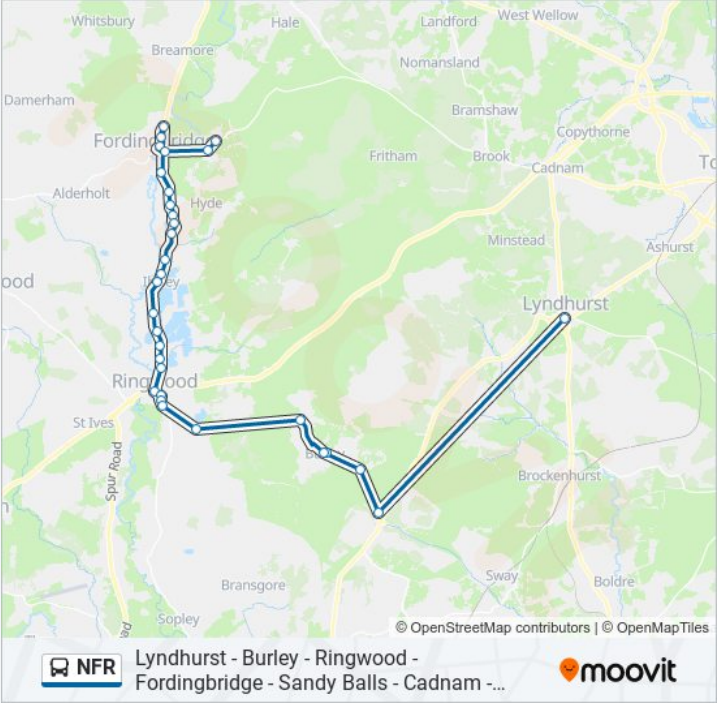 Whitsbury
Hale
Landford
West Wellow
Breamore
Nomansland
Damerham
Bramshaw
Fordingbridge
Copythorne
Fritham
Brook
Cadnam
To
Alderholt
Hyde
Minstead
Ashurst
ood
Lyndhurst
Ringwood
St Ives
Spur Road
Brockenhurst
Bransgore
Sway
Boldre
Sopley
ad
© OpenStreetMap contributors | © OpenMapTiles
NFR
Lyndhurst - Burley - Ringwood -
Fordingbridge - Sandy Balls - Cadnam -...
moovit